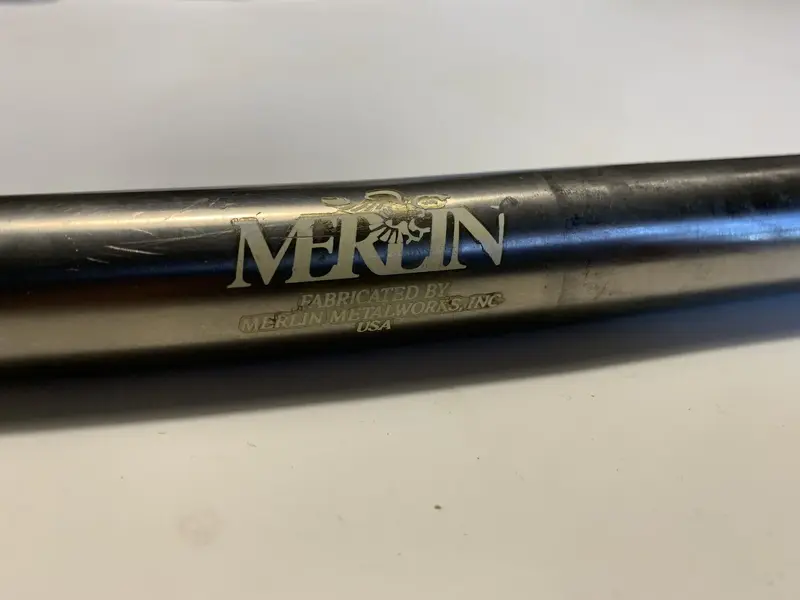 MERLIN
FABRICATED BY
MERLIN METALWORKS, INC
USA